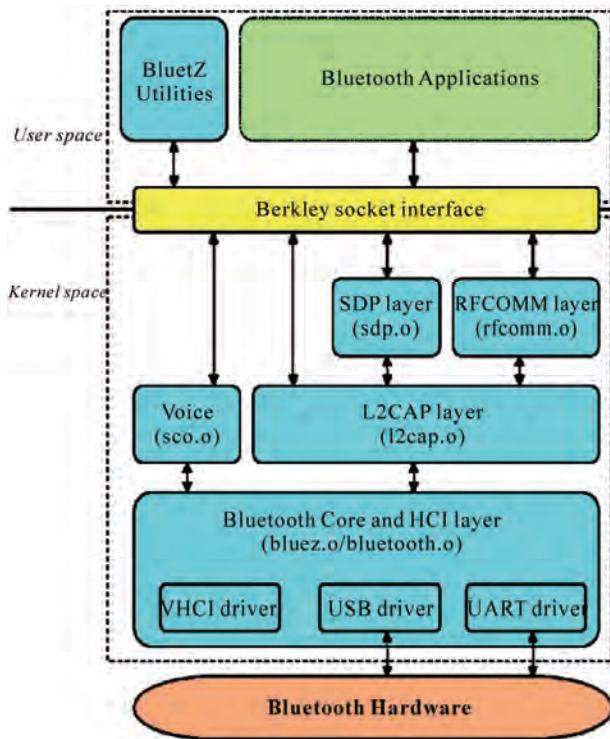 BluetZ
Utilities
Bluetooth Applications
User space
Berkley socket interface
Kernel space
SDP layer
(sdp.o)
RFCOMM layer
(rfcomm.o)
Voice
(sco.o)
L2CAP layer
(l2cap.o)
Bluetooth Core and HCI layer
(bluez.o/bluetooth.o)
VHCI driver
USB driver
UART driver
Bluetooth Hardware